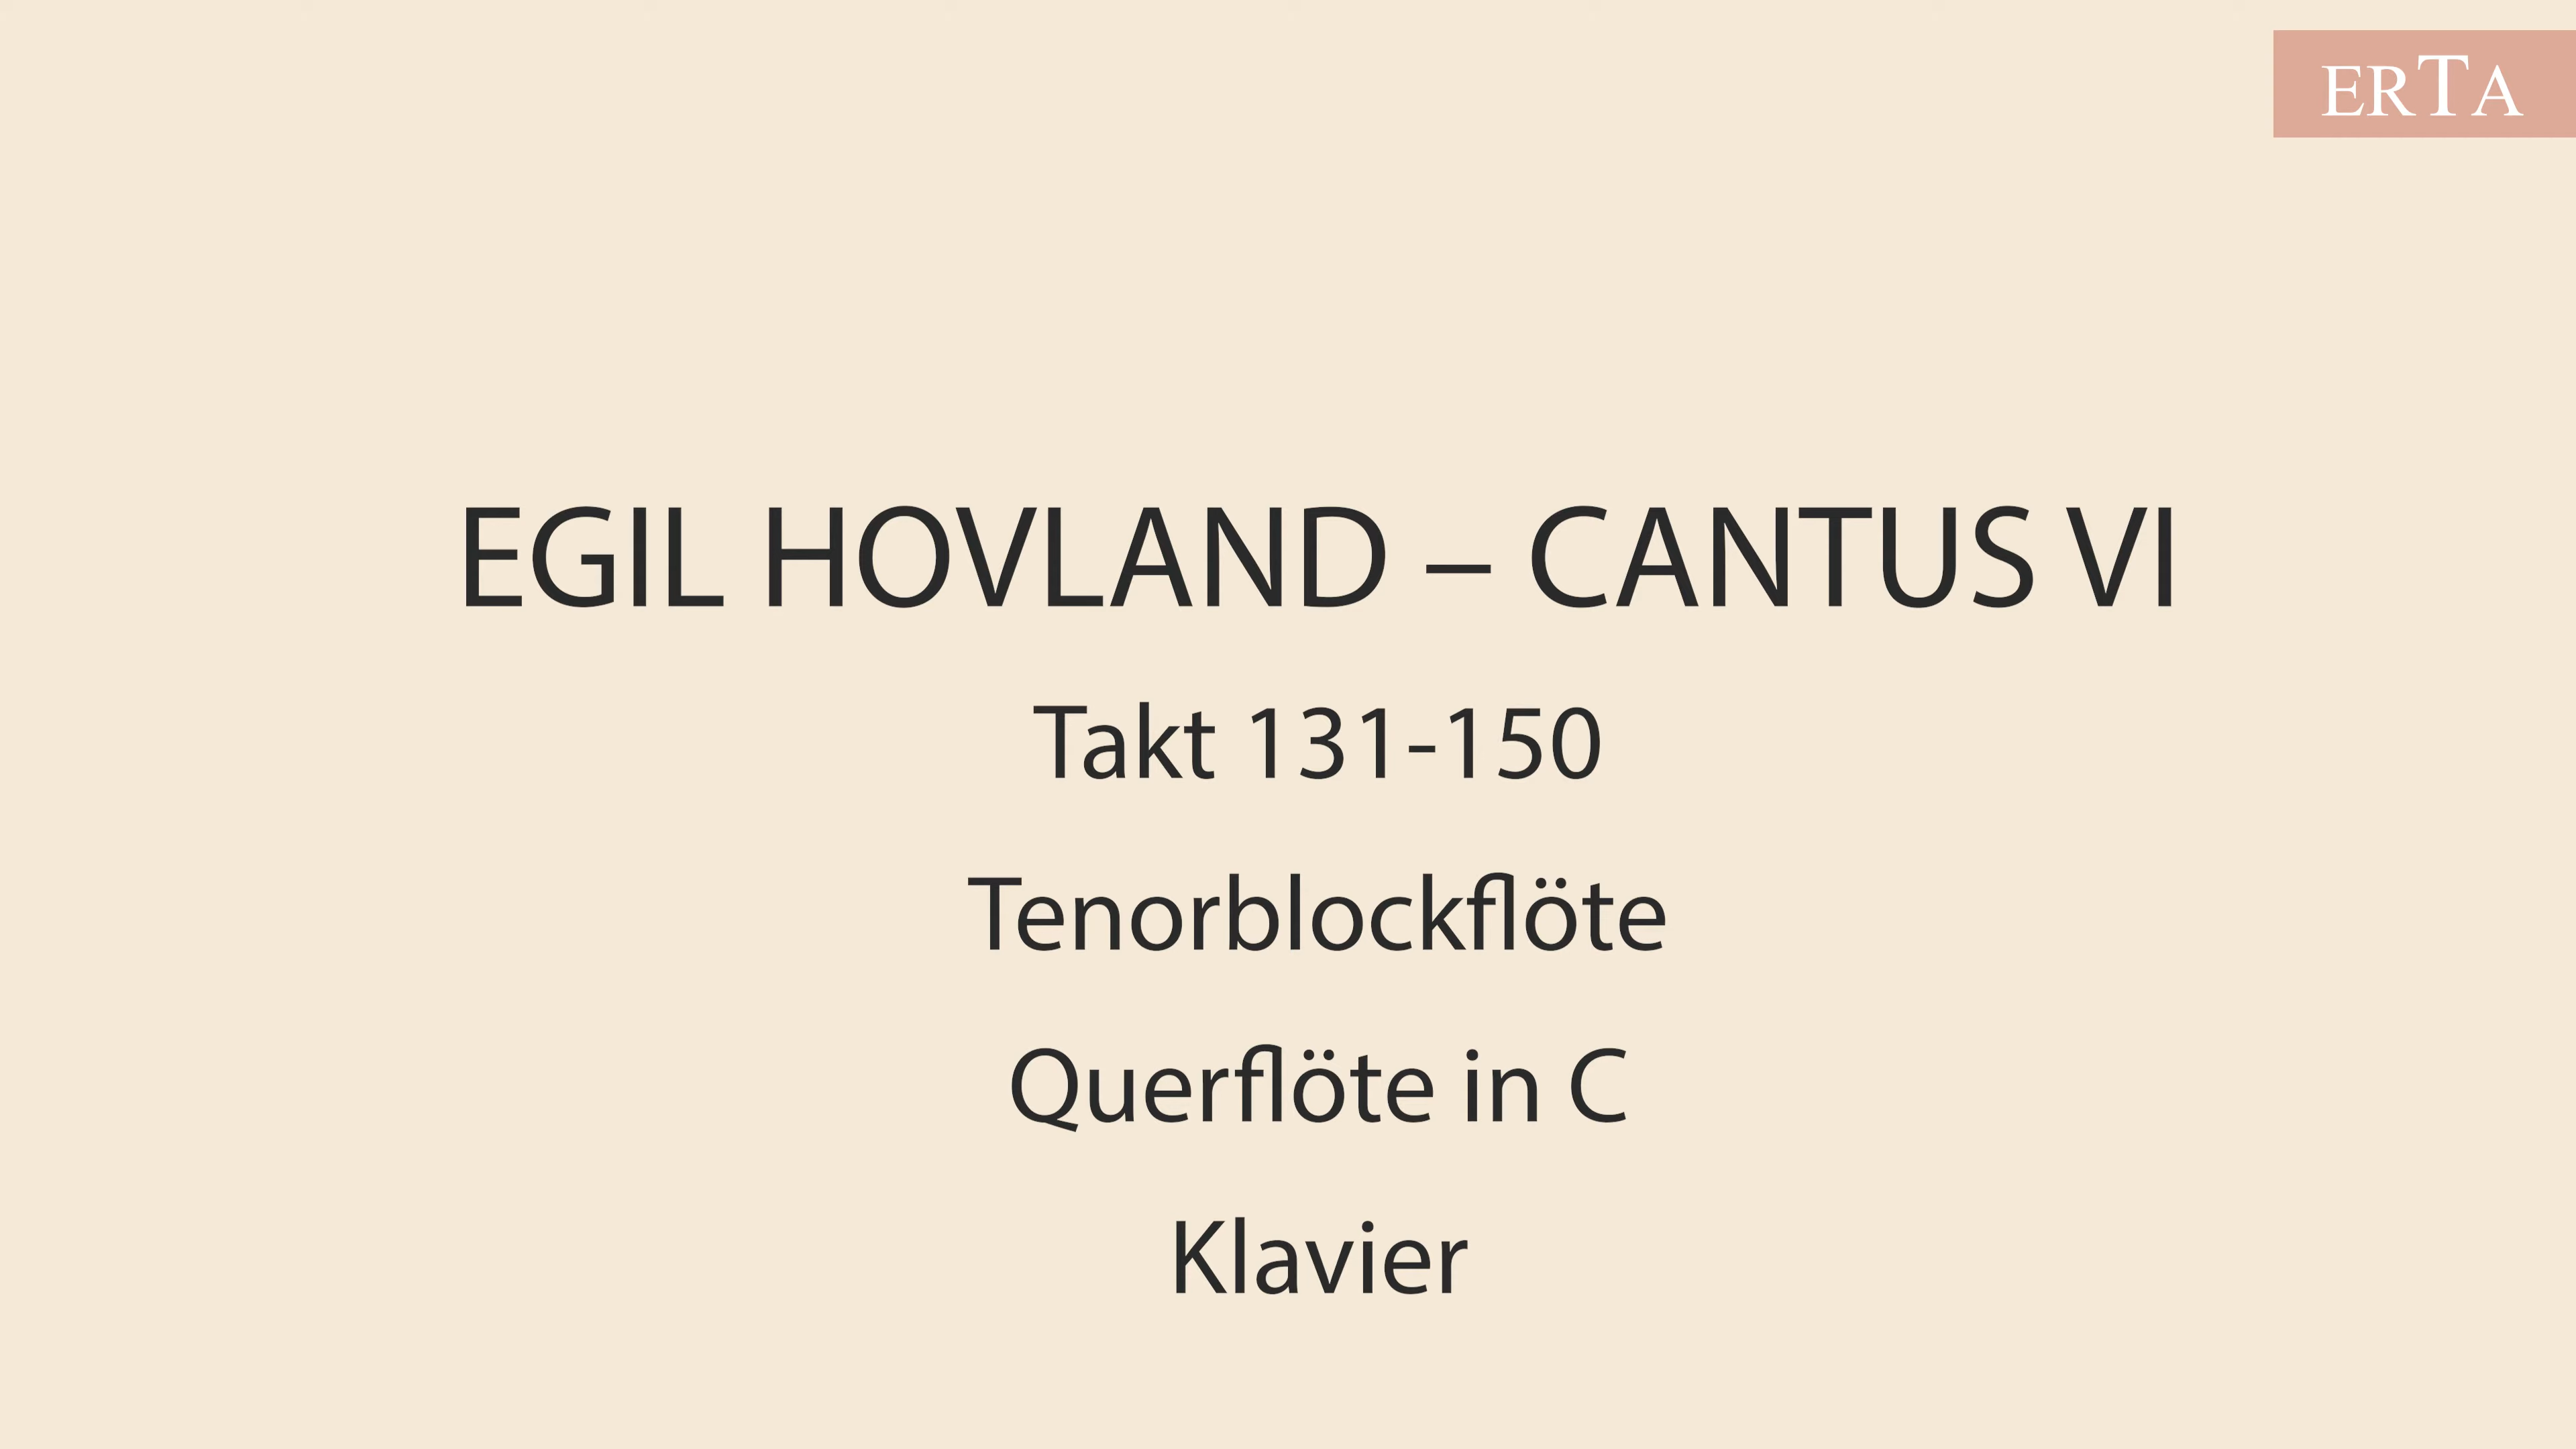 ERTA
EGIL HOVLAND – CANTUS VI
Takt 131-150
Tenorblockflöte
Querflöte in C
Klavier